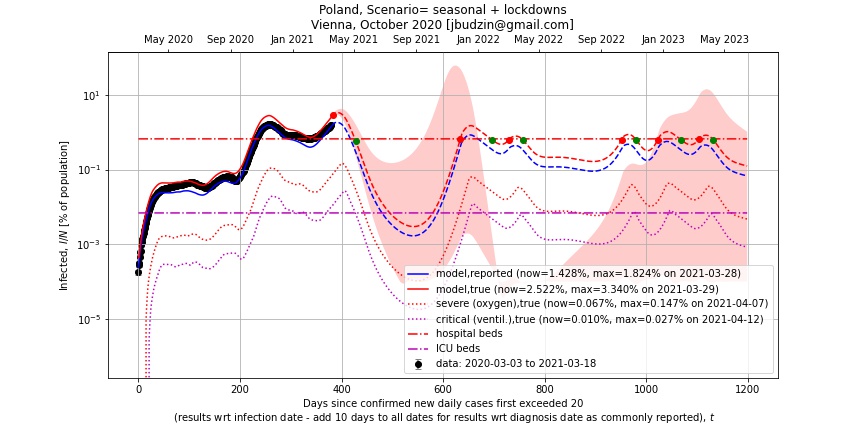 Poland, Scenario= seasonal + lockdowns
Vienna, October 2020 [jbudzin@gmail.com]
May 2020 Sep 2020 Jan 2021 May 2021 Sep 2021 Jan 2022 May 2022 Sep 2022 Jan 2023 May 2023
Infected, I/N [% of population]
10¹
10⁻¹
10⁻³
10⁻⁵
model,reported (now=1.428%, max=1.824% on 2021-03-28)
model,true (now=2.522%, max=3.340% on 2021-03-29)
severe (oxygen),true (now=0.067%, max=0.147% on 2021-04-07)
critical (ventil.),true (now=0.010%, max=0.027% on 2021-04-12)
hospital beds
ICU beds
data: 2020-03-03 to 2021-03-18
0 200 400 600 800 1000 1200
Days since confirmed new daily cases first exceeded 20
(results wrt infection date - add 10 days to all dates for results wrt diagnosis date as commonly reported), t